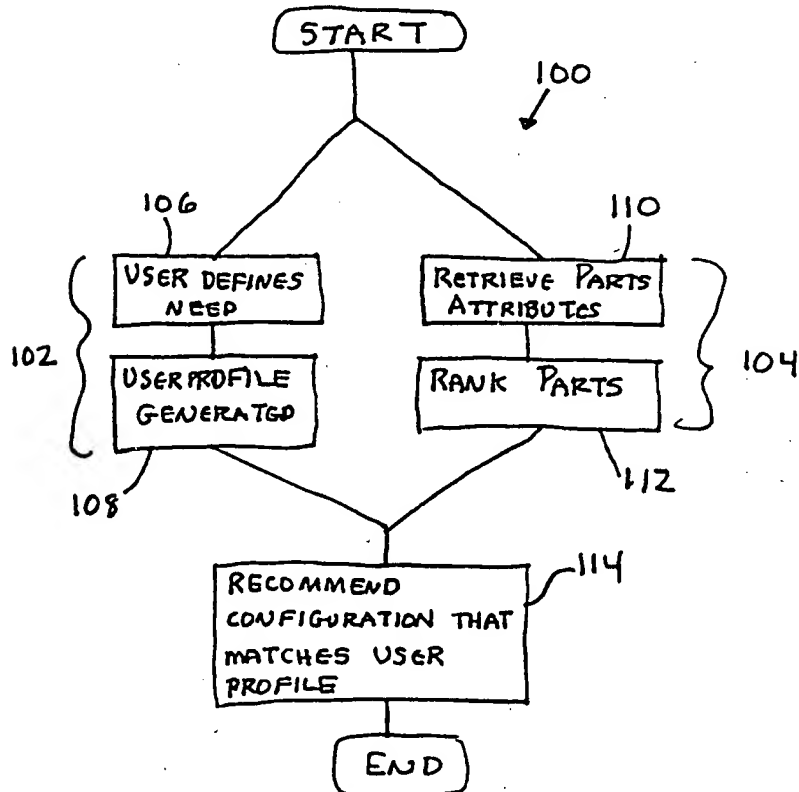 START
100
106
110
USER DEFINES
NEED
RETRIEVE PARTS
ATTRIBUTES
102
104
USER PROFILE
GENERATED
RANK PARTS
108
112
114
RECOMMEND
CONFIGURATION THAT
MATCHES USER
PROFILE
END